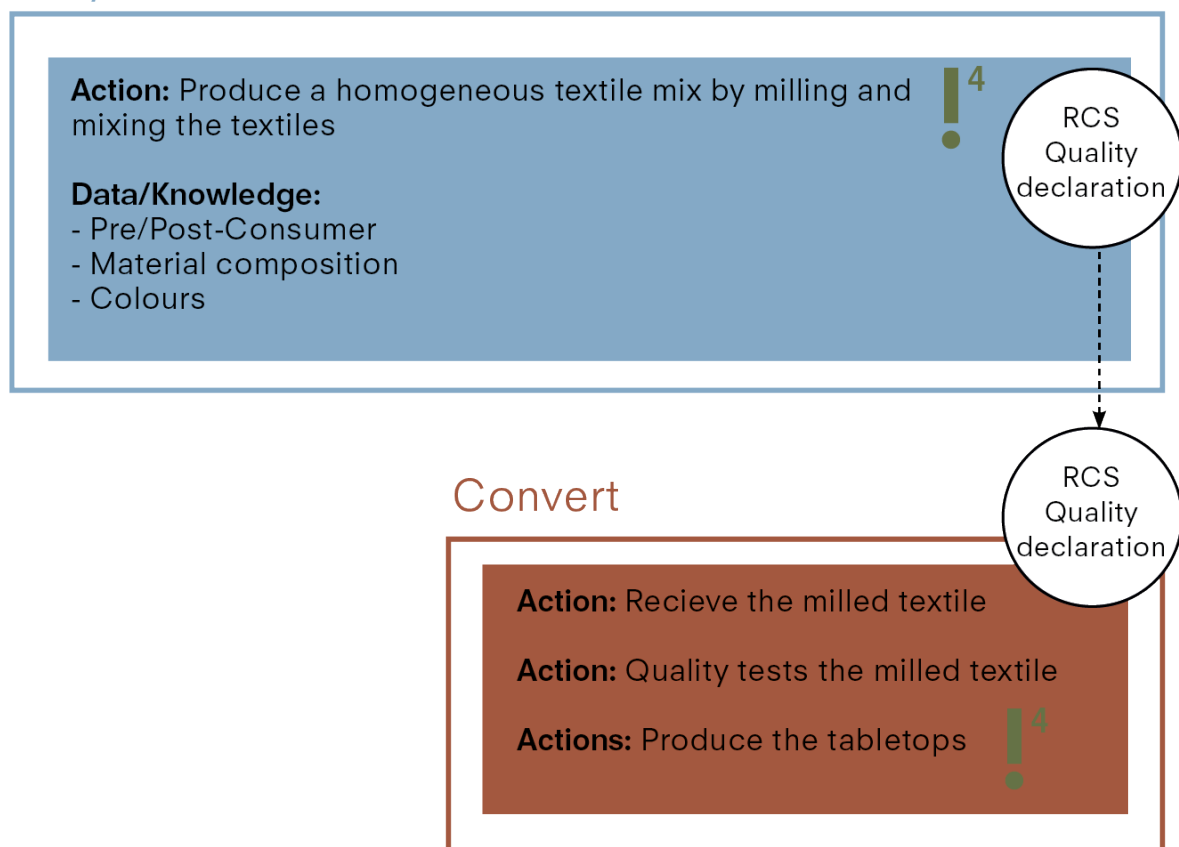 Action: Produce a homogeneous textile mix by milling and
mixing the textiles
!4
RCS
Quality
declaration
Data/Knowledge:
- Pre/Post-Consumer
- Material composition
- Colours
RCS
Quality
declaration
Convert
Action: Recieve the milled textile
Action: Quality tests the milled textile
Actions: Produce the tabletops
!4